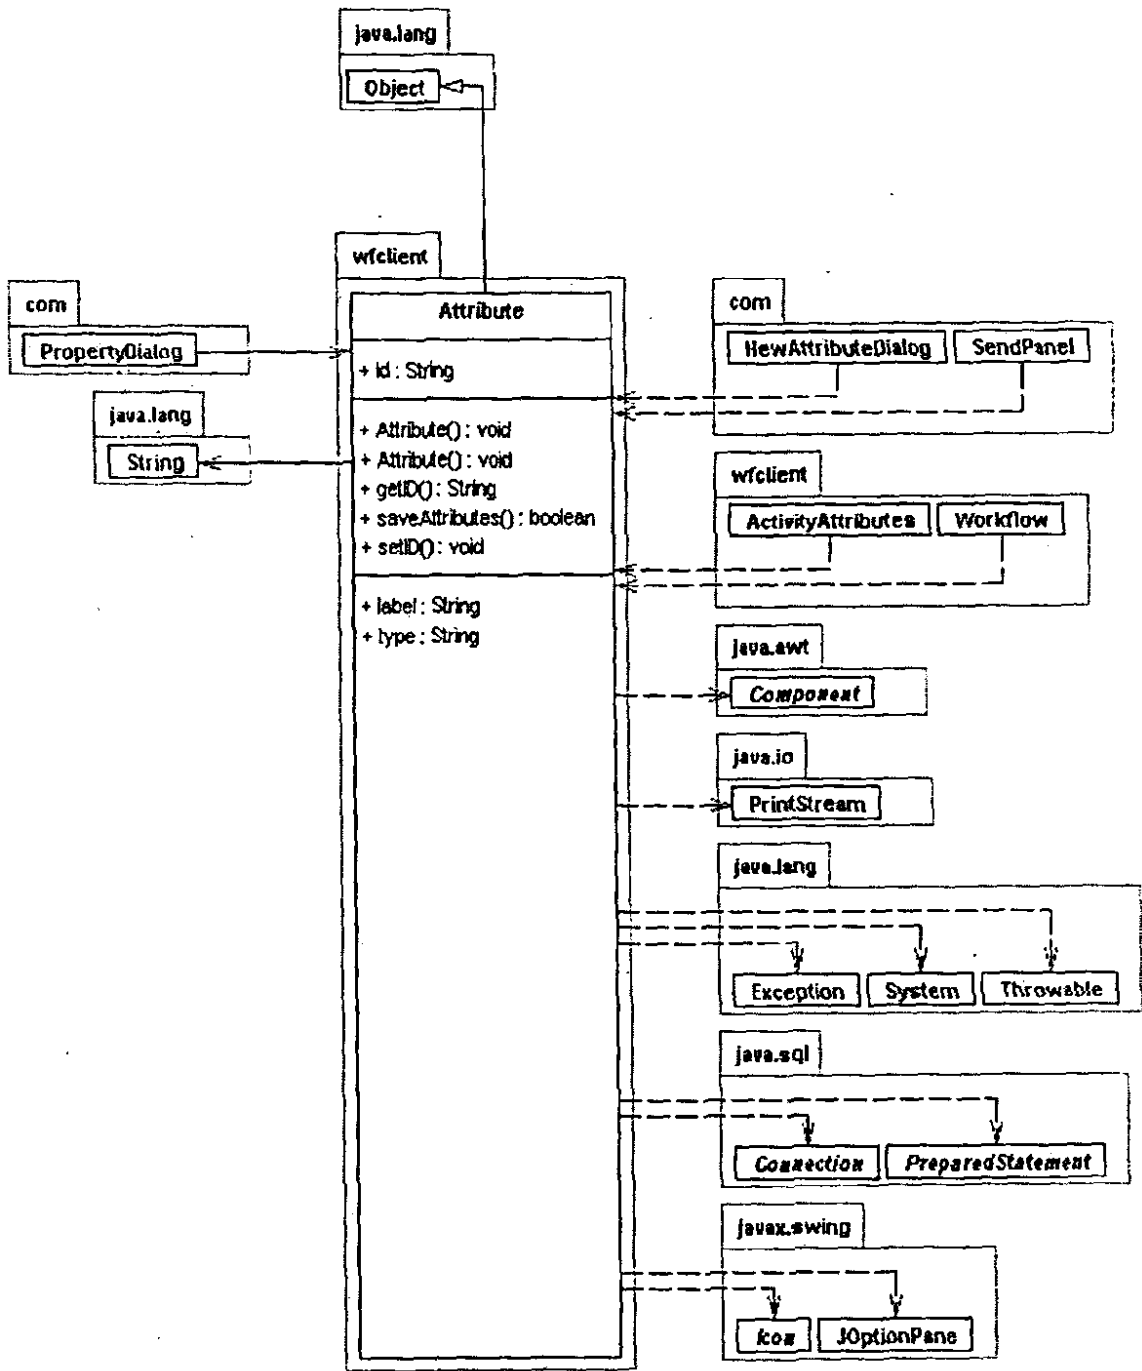 java.lang
Object
wfclient
Attribute
+ id : String
+ Attribute() : void
+ Attribute() : void
+ getID() : String
+ saveAttributes() : boolean
+ setID() : void
+ label : String
+ type : String
com
PropertyDialog
java.lang
String
com
NewAttributeDialog SendPanel
wfclient
ActivityAttributes Workflow
java.awt
Component
java.io
PrintStream
java.lang
Exception System Throwable
java.sql
Connection PreparedStatement
javax.swing
Icon JOptionPane